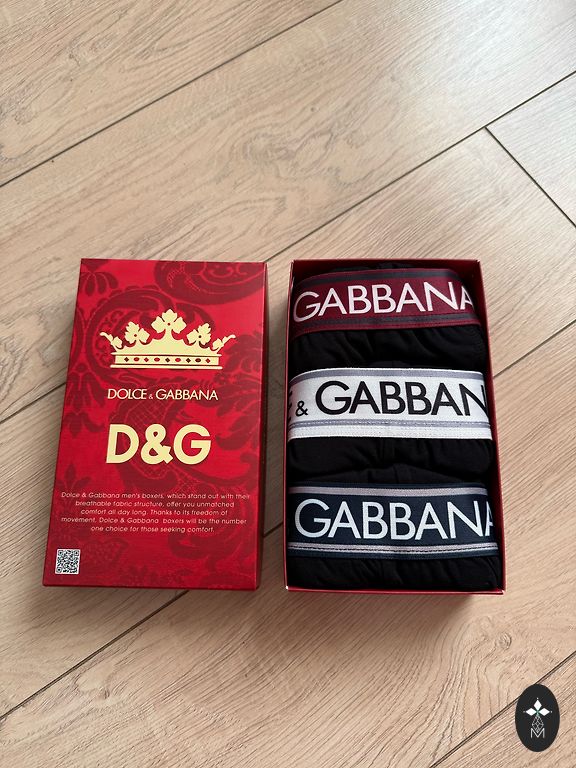 DOLCE & GABBANA
D&G
Dolce & Gabbana men's boxers, which stand out with their
breathable fabric structure, offer you unmatched
comfort all day long. Thanks to its freedom of
movement, Dolce & Gabbana boxers will be the number
one choice for those seeking comfort.
GABBANA
& GABBAN
GABBANA
M